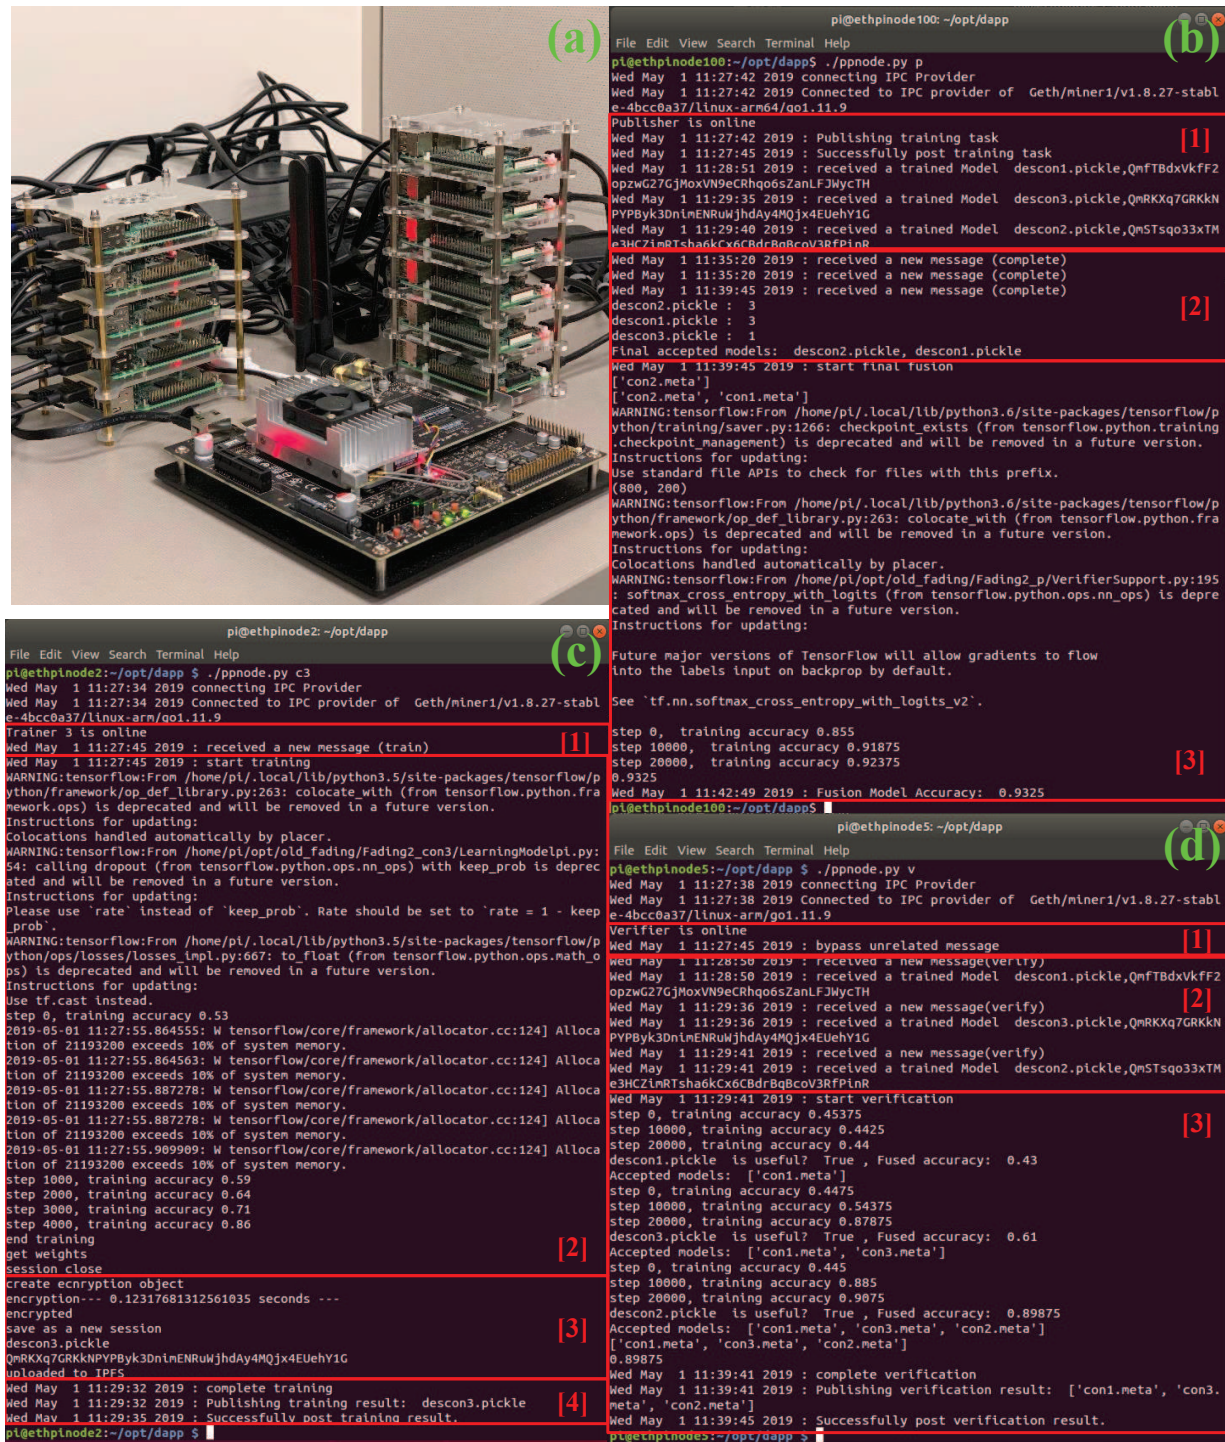 (a)
pi@ethpinode100: ~/opt/dapp
(b)
File Edit View Search Terminal Help
pi@ethpinode100:~/opt/dapp$ ./ppnode.py p
Wed May  1 11:27:42 2019 connecting IPC Provider
Wed May  1 11:27:42 2019 Connected to IPC provider of  Geth/miner1/v1.8.27-stabl
e-4bcc0a37/linux-arm64/go1.11.9
Publisher is online
[1]
Wed May  1 11:27:42 2019 : Publishing training task
Wed May  1 11:27:45 2019 : Successfully post training task
Wed May  1 11:28:51 2019 : received a trained Model  descon1.pickle,QmfTBdxVkfF2
opzwG27GjMoxVN9eCRhqo6sZanLFJWycTH
Wed May  1 11:29:35 2019 : received a trained Model  descon3.pickle,QmRKXq7GRKkN
PYPByk3DnimENRuWjhdAy4MQjx4EUehY1G
Wed May  1 11:29:40 2019 : received a trained Model  descon2.pickle,QmSTsqo33xTM
e3HCZimRTsha6kCx6CBdrBqBcoV3RfPinR
Wed May  1 11:35:20 2019 : received a new message (complete)
Wed May  1 11:35:20 2019 : received a new message (complete)
Wed May  1 11:39:45 2019 : received a new message (complete)
descon2.pickle :  3
[2]
descon1.pickle :  3
descon3.pickle :  1
Final accepted models:  descon2.pickle, descon1.pickle
Wed May  1 11:39:45 2019 : start final fusion
['con2.meta']
['con2.meta', 'con1.meta']
WARNING:tensorflow:From /home/pi/.local/lib/python3.6/site-packages/tensorflow/p
ython/training/saver.py:1266: checkpoint_exists (from tensorflow.python.training
.checkpoint_management) is deprecated and will be removed in a future version.
Instructions for updating:
Use standard file APIs to check for files with this prefix.
(800, 200)
WARNING:tensorflow:From /home/pi/.local/lib/python3.6/site-packages/tensorflow/p
ython/framework/op_def_library.py:263: colocate_with (from tensorflow.python.fra
mework.ops) is deprecated and will be removed in a future version.
Instructions for updating:
Colocations handled automatically by placer.
WARNING:tensorflow:From /home/pi/opt/old_fading/Fading2_p/VerifierSupport.py:195
: softmax_cross_entropy_with_logits (from tensorflow.python.ops.nn_ops) is depre
cated and will be removed in a future version.
Instructions for updating:
Future major versions of TensorFlow will allow gradients to flow
into the labels input on backprop by default.
See `tf.nn.softmax_cross_entropy_with_logits_v2`.
step 0,  training accuracy 0.855
step 10000,  training accuracy 0.91875
step 20000,  training accuracy 0.92375
[3]
0.9325
Wed May  1 11:42:49 2019 : Fusion Model Accuracy:  0.9325
pi@ethpinode100:~/opt/dapp$
pi@ethpinode2: ~/opt/dapp
(c)
File Edit View Search Terminal Help
pi@ethpinode2:~/opt/dapp $ ./ppnode.py c3
Wed May  1 11:27:34 2019 connecting IPC Provider
Wed May  1 11:27:34 2019 Connected to IPC provider of  Geth/miner1/v1.8.27-stabl
e-4bcc0a37/linux-arm/go1.11.9
Trainer 3 is online
[1]
Wed May  1 11:27:45 2019 : received a new message (train)
Wed May  1 11:27:45 2019 : start training
WARNING:tensorflow:From /home/pi/.local/lib/python3.5/site-packages/tensorflow/p
ython/framework/op_def_library.py:263: colocate_with (from tensorflow.python.fra
mework.ops) is deprecated and will be removed in a future version.
Instructions for updating:
Colocations handled automatically by placer.
WARNING:tensorflow:From /home/pi/opt/old_fading/Fading2_con3/LearningModelpi.py:
54: calling dropout (from tensorflow.python.ops.nn_ops) with keep_prob is deprec
ated and will be removed in a future version.
Instructions for updating:
Please use `rate` instead of `keep_prob`. Rate should be set to `rate = 1 - keep
_prob`.
WARNING:tensorflow:From /home/pi/.local/lib/python3.5/site-packages/tensorflow/p
ython/ops/losses/losses_impl.py:667: to_float (from tensorflow.python.ops.math_o
ps) is deprecated and will be removed in a future version.
Instructions for updating:
Use tf.cast instead.
step 0, training accuracy 0.53
2019-05-01 11:27:55.864555: W tensorflow/core/framework/allocator.cc:124] Alloca
tion of 21193200 exceeds 10% of system memory.
2019-05-01 11:27:55.864563: W tensorflow/core/framework/allocator.cc:124] Alloca
tion of 21193200 exceeds 10% of system memory.
2019-05-01 11:27:55.887278: W tensorflow/core/framework/allocator.cc:124] Alloca
tion of 21193200 exceeds 10% of system memory.
2019-05-01 11:27:55.887278: W tensorflow/core/framework/allocator.cc:124] Alloca
tion of 21193200 exceeds 10% of system memory.
2019-05-01 11:27:55.909909: W tensorflow/core/framework/allocator.cc:124] Alloca
tion of 21193200 exceeds 10% of system memory.
step 1000, training accuracy 0.59
step 2000, training accuracy 0.64
step 3000, training accuracy 0.71
step 4000, training accuracy 0.86
end training
get weights
[2]
session close
create ecnryption object
encryption--- 0.12317681312561035 seconds ---
encrypted
save as a new session
[3]
descon3.pickle
QmRKXq7GRKkNPYPByk3DnimENRuWjhdAy4MQjx4EUehY1G
uploaded to IPFS
Wed May  1 11:29:32 2019 : complete training
Wed May  1 11:29:32 2019 : Publishing training result:  descon3.pickle
[4]
Wed May  1 11:29:35 2019 : Successfully post training result.
pi@ethpinode2:~/opt/dapp $
pi@ethpinode5: ~/opt/dapp
(d)
File Edit View Search Terminal Help
pi@ethpinode5:~/opt/dapp $ ./ppnode.py v
Wed May  1 11:27:38 2019 connecting IPC Provider
Wed May  1 11:27:38 2019 Connected to IPC provider of  Geth/miner1/v1.8.27-stabl
e-4bcc0a37/linux-arm/go1.11.9
Verifier is online
[1]
Wed May  1 11:27:45 2019 : bypass unrelated message
Wed May  1 11:28:50 2019 : received a new message(verify)
Wed May  1 11:28:50 2019 : received a trained Model  descon1.pickle,QmfTBdxVkfF2
opzwG27GjMoxVN9eCRhqo6sZanLFJWycTH
[2]
Wed May  1 11:29:36 2019 : received a new message(verify)
Wed May  1 11:29:36 2019 : received a trained Model  descon3.pickle,QmRKXq7GRKkN
PYPByk3DnimENRuWjhdAy4MQjx4EUehY1G
Wed May  1 11:29:41 2019 : received a new message(verify)
Wed May  1 11:29:41 2019 : received a trained Model  descon2.pickle,QmSTsqo33xTM
e3HCZimRTsha6kCx6CBdrBqBcoV3RfPinR
Wed May  1 11:29:41 2019 : start verification
step 0, training accuracy 0.45375
[3]
step 10000, training accuracy 0.4425
step 20000, training accuracy 0.44
descon1.pickle  is useful?  True , Fused accuracy:  0.43
Accepted models:  ['con1.meta']
step 0, training accuracy 0.4475
step 10000, training accuracy 0.54375
step 20000, training accuracy 0.87875
descon3.pickle  is useful?  True , Fused accuracy:  0.61
Accepted models:  ['con1.meta', 'con3.meta']
step 0, training accuracy 0.445
step 10000, training accuracy 0.885
step 20000, training accuracy 0.9075
descon2.pickle  is useful?  True , Fused accuracy:  0.89875
Accepted models:  ['con1.meta', 'con3.meta', 'con2.meta']
['con1.meta', 'con3.meta', 'con2.meta']
0.89875
Wed May  1 11:39:41 2019 : complete verification
Wed May  1 11:39:41 2019 : Publishing verification result:  ['con1.meta', 'con3.
meta', 'con2.meta']
Wed May  1 11:39:45 2019 : Successfully post verification result.
pi@ethpinode5:~/opt/dapp $